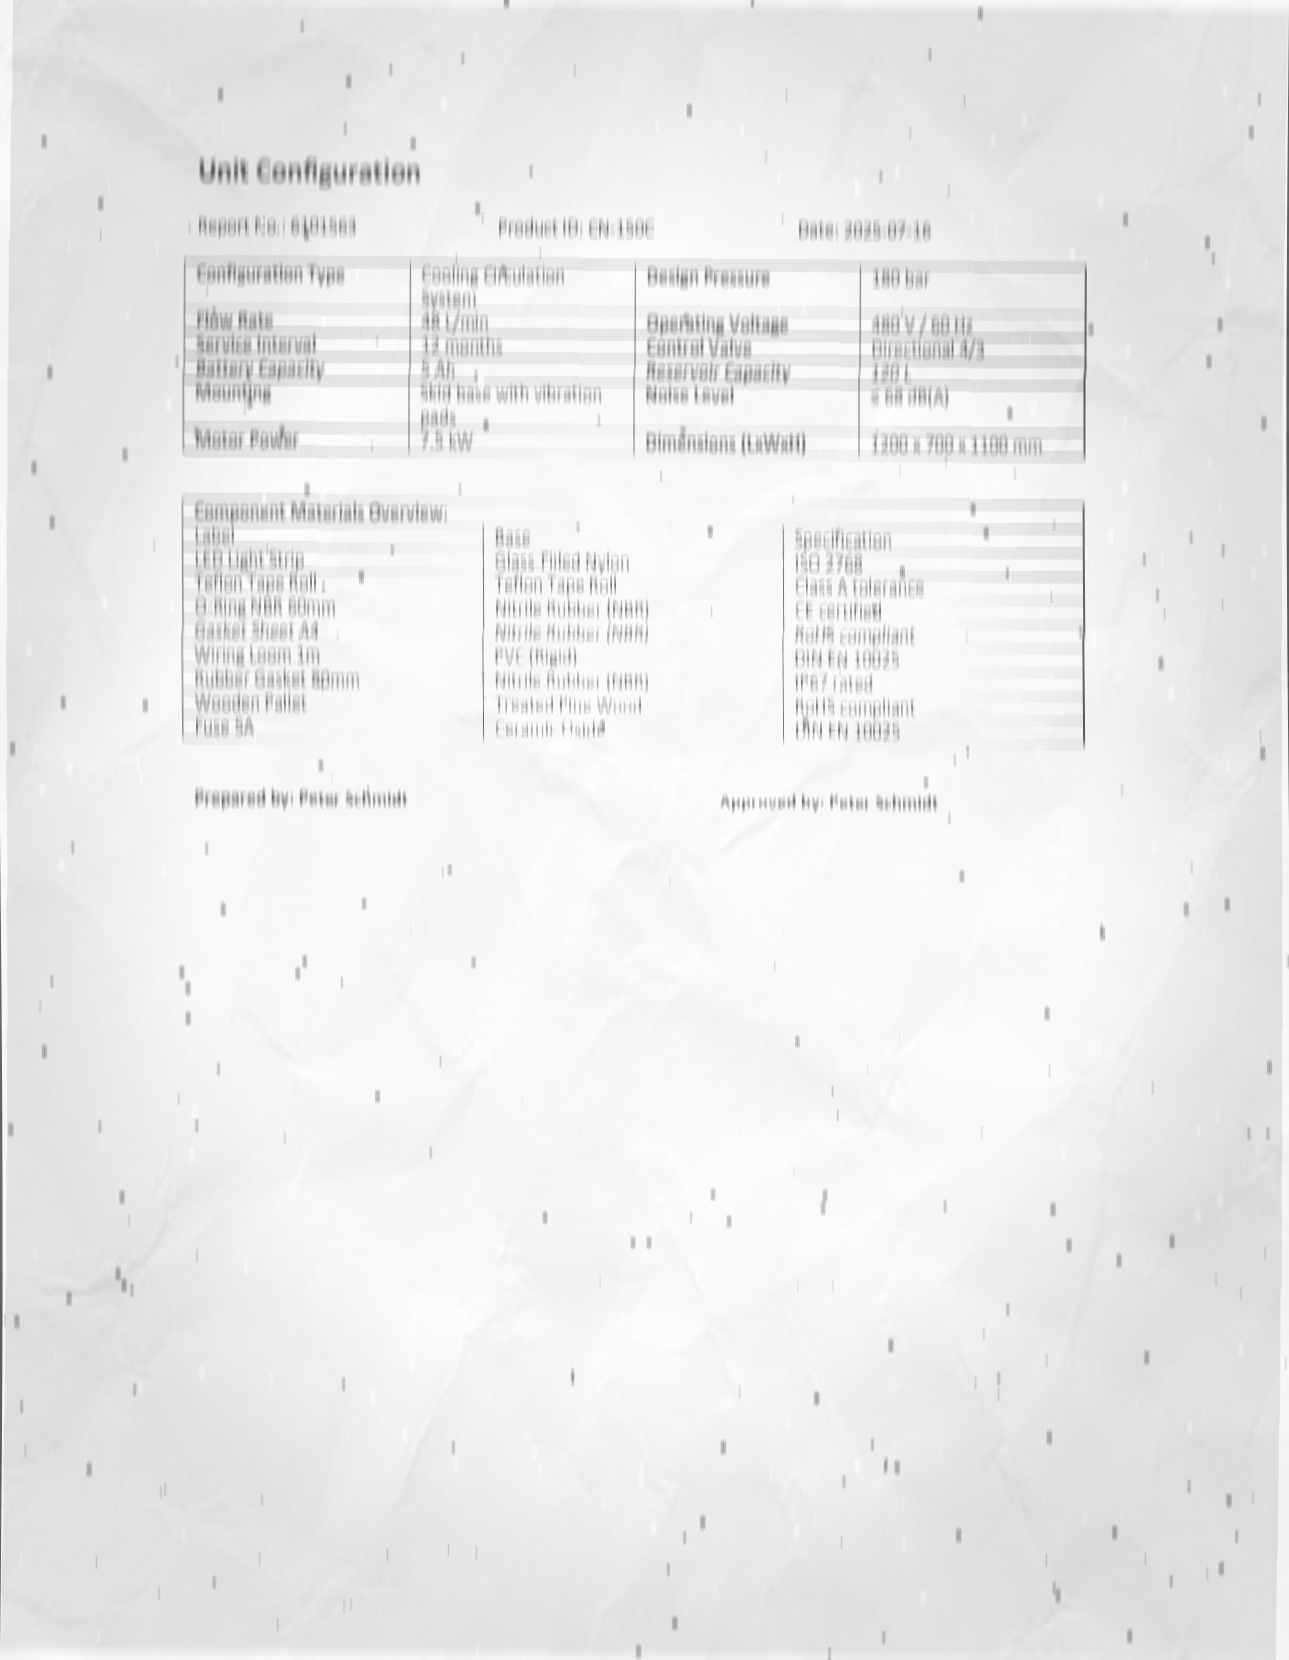 Unit Configuration
Report No.: 6101563 Product ID: CN-150C Date: 2025-07-16
Configuration Type Cooling Circulation System Design Pressure 180 bar
Flow Rate 48 L/min Operating Voltage 480 V / 60 Hz
Service Interval 12 months Control Valve Directional 4/3
Battery Capacity 5 Ah Reservoir Capacity 120 L
Mounting Skid base with vibration pads Noise Level ≤ 68 dB(A)
Motor Power 7.5 kW Dimensions (LxWxH) 1200 x 700 x 1100 mm
Component Materials Overview:
Label Base Specification
LED Light Strip Glass Filled Nylon ISO 2768
Teflon Tape Roll Teflon Tape Roll Class A tolerance
O-Ring NBR 60mm Nitrile Rubber (NBR) CE certified
Gasket Sheet A4 Nitrile Rubber (NBR) RoHS compliant
Wiring Loom 1m PVC (Rigid) DIN EN 10025
Rubber Gasket 80mm Nitrile Rubber (NBR) IP67 rated
Wooden Pallet Treated Pine Wood RoHS compliant
Fuse 5A Ceramic Oxide DIN EN 10025
Prepared by: Peter Schmidt Approved by: Peter Schmidt